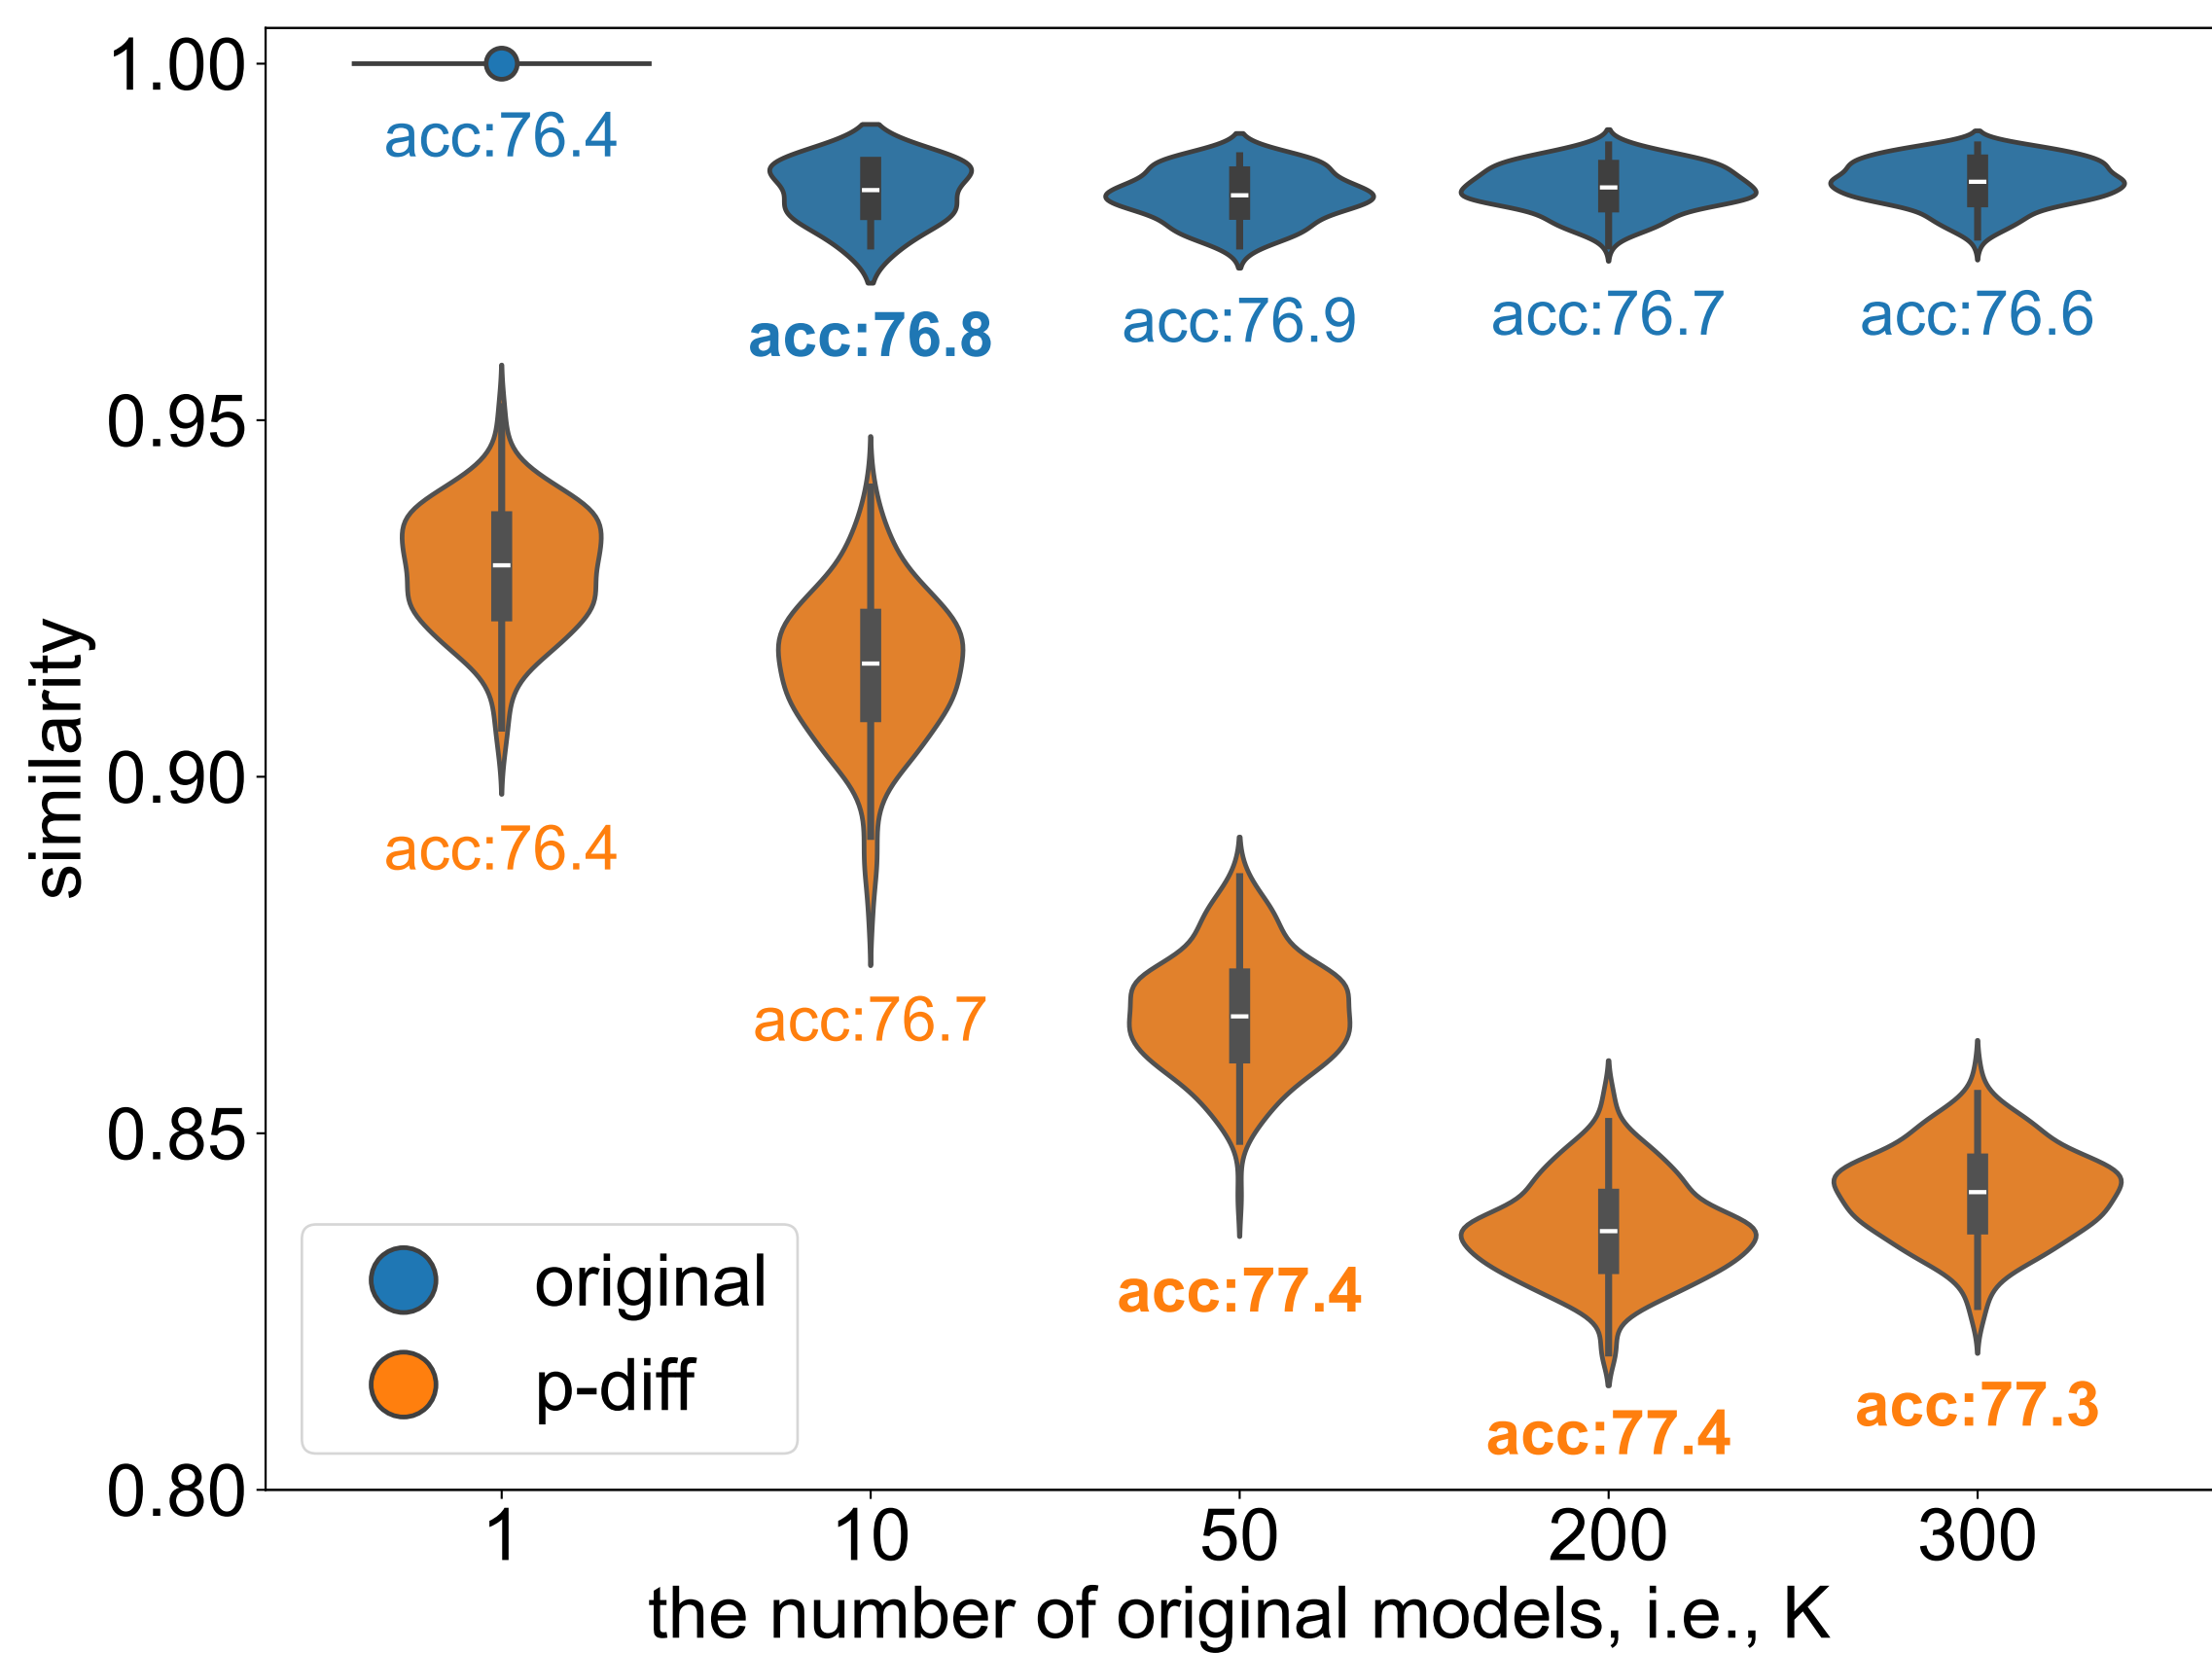 1.00
0.95
0.90
0.85
0.80
similarity
acc:76.4
acc:76.8
acc:76.9
acc:76.7
acc:76.6
acc:76.4
acc:76.7
acc:77.4
acc:77.4
acc:77.3
original
p-diff
1 10 50 200 300
the number of original models, i.e., K